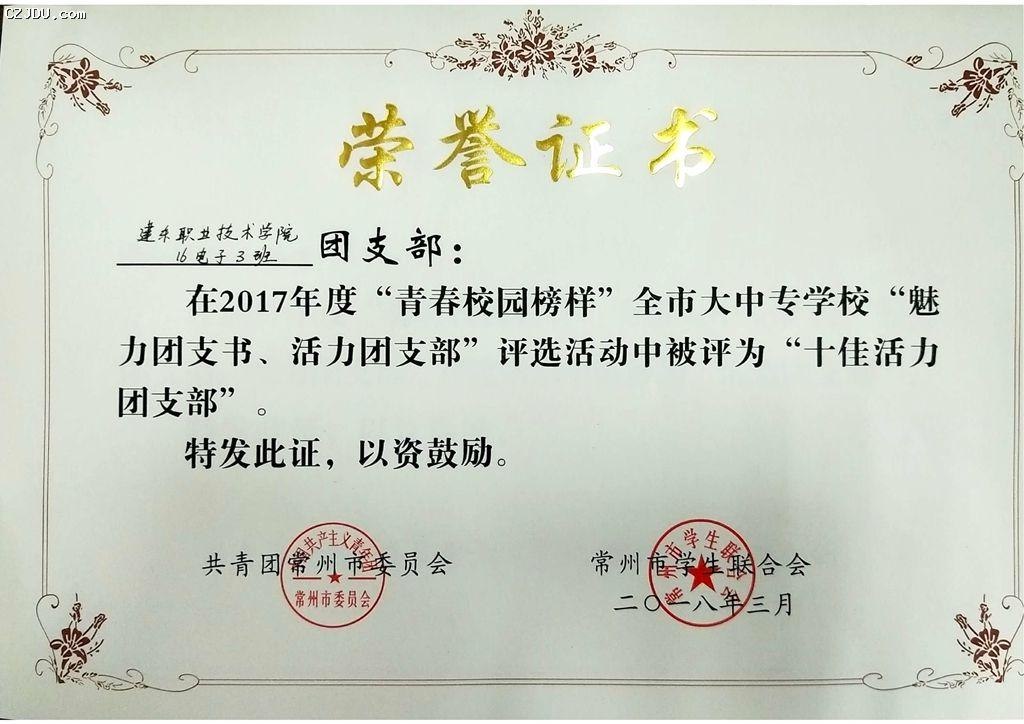 CZJDU.com
荣誉证书
建东职业技术学院
16电子3班 团支部：
在2017年度“青春校园榜样”全市大中专学校“魅
力团支书、活力团支部”评选活动中被评为“十佳活力
团支部”。
特发此证，以资鼓励。
共青团常州市委员会 常州市学生联合会
常州市委员会
二〇一八年三月